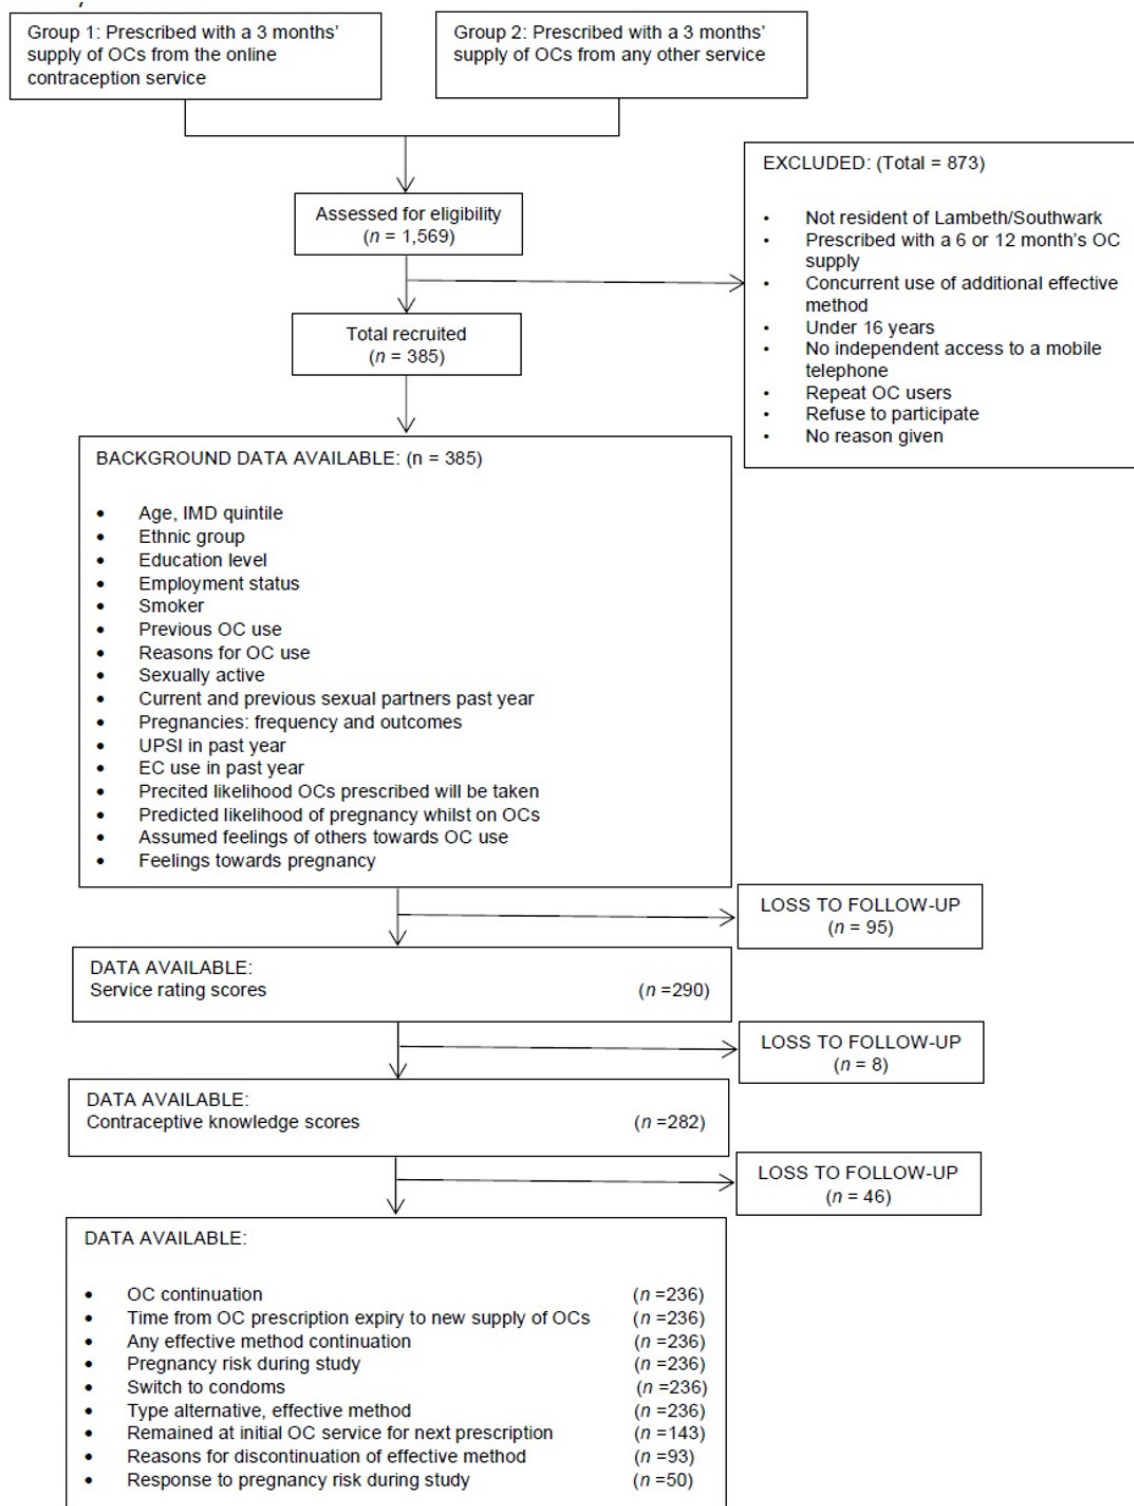 Group 1: Prescribed with a 3 months'
supply of OCs from the online
contraception service
Group 2: Prescribed with a 3 months'
supply of OCs from any other service
Assessed for eligibility
(n = 1,569)
EXCLUDED: (Total = 873)
• Not resident of Lambeth/Southwark
• Prescribed with a 6 or 12 month's OC
supply
• Concurrent use of additional effective
method
• Under 16 years
• No independent access to a mobile
telephone
• Repeat OC users
• Refuse to participate
• No reason given
Total recruited
(n = 385)
BACKGROUND DATA AVAILABLE: (n = 385)
• Age, IMD quintile
• Ethnic group
• Education level
• Employment status
• Smoker
• Previous OC use
• Reasons for OC use
• Sexually active
• Current and previous sexual partners past year
• Pregnancies: frequency and outcomes
• UPSI in past year
• EC use in past year
• Precited likelihood OCs prescribed will be taken
• Predicted likelihood of pregnancy whilst on OCs
• Assumed feelings of others towards OC use
• Feelings towards pregnancy
LOSS TO FOLLOW-UP
(n = 95)
DATA AVAILABLE:
Service rating scores (n =290)
LOSS TO FOLLOW-UP
(n = 8)
DATA AVAILABLE:
Contraceptive knowledge scores (n =282)
LOSS TO FOLLOW-UP
(n = 46)
DATA AVAILABLE:
• OC continuation (n =236)
• Time from OC prescription expiry to new supply of OCs (n =236)
• Any effective method continuation (n =236)
• Pregnancy risk during study (n =236)
• Switch to condoms (n =236)
• Type alternative, effective method (n =236)
• Remained at initial OC service for next prescription (n =143)
• Reasons for discontinuation of effective method (n =93)
• Response to pregnancy risk during study (n =50)